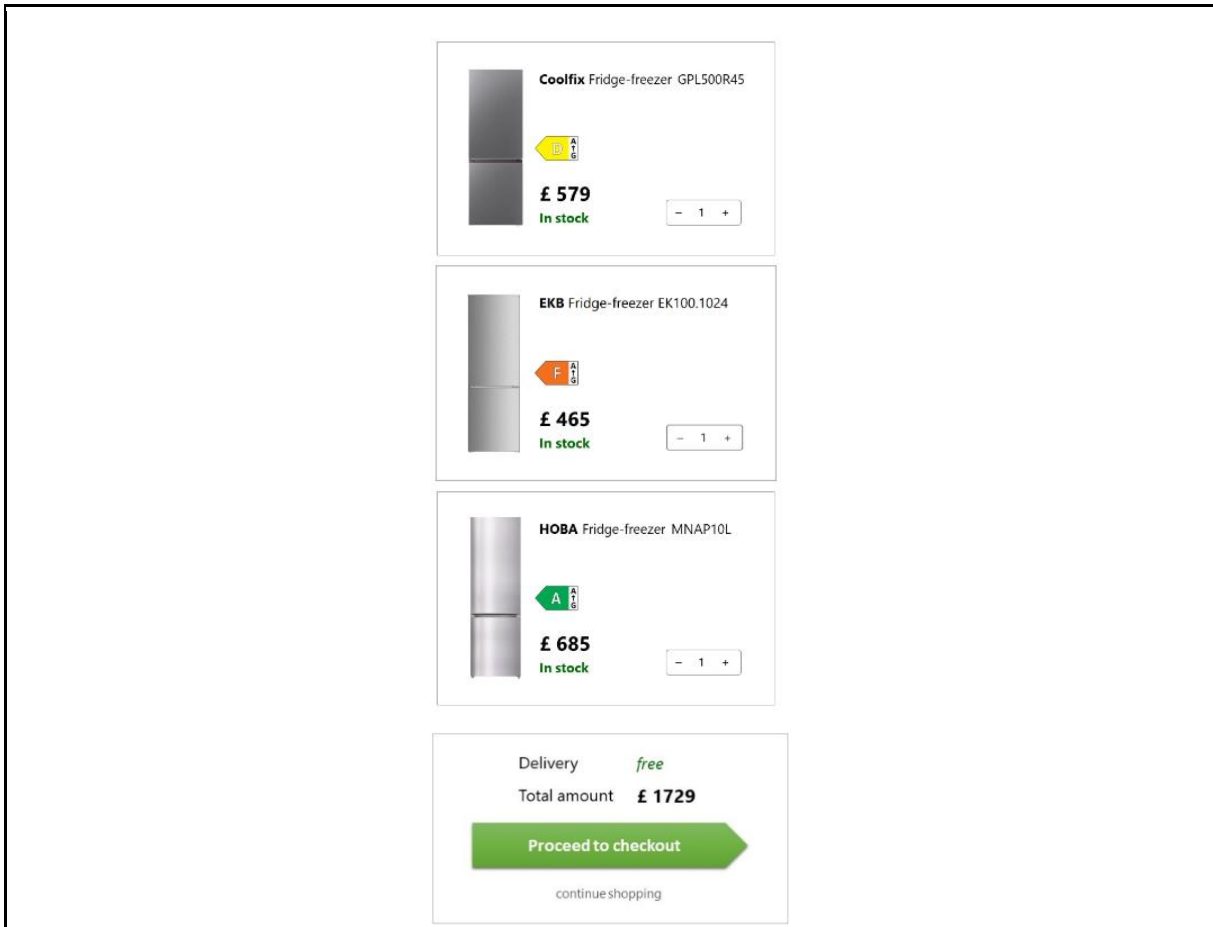 Coolfix Fridge-freezer GPL500R45
D
A
G
£ 579
In stock
− 1 +
EKB Fridge-freezer EK100.1024
F
A
G
£ 465
In stock
− 1 +
HOBA Fridge-freezer MNAP10L
A
A
G
£ 685
In stock
− 1 +
Delivery free
Total amount £ 1729
Proceed to checkout
continue shopping